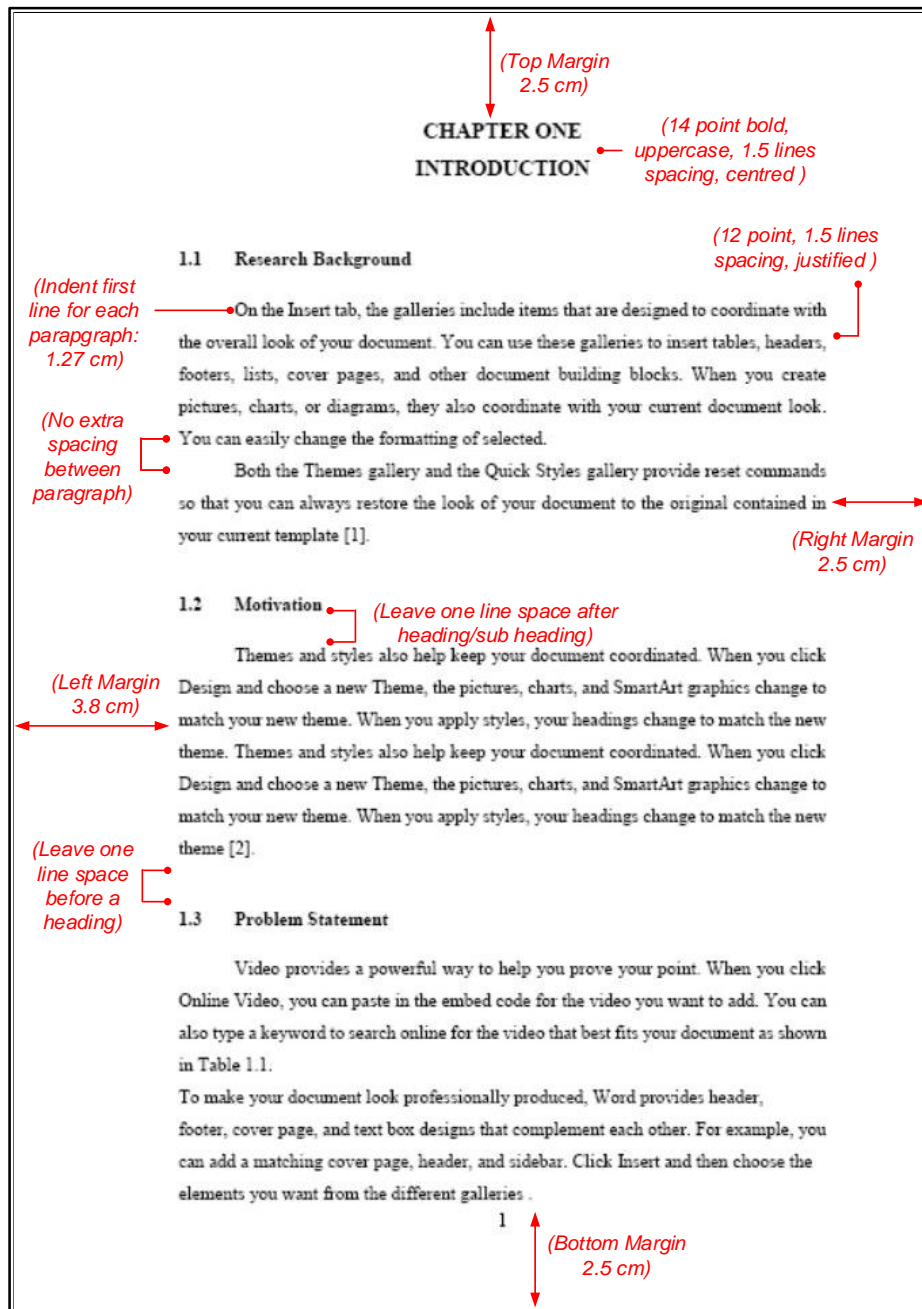 (Top Margin
2.5 cm)
CHAPTER ONE
INTRODUCTION
(14 point bold,
uppercase, 1.5 lines
spacing, centred )
(12 point, 1.5 lines
spacing, justified )
1.1 Research Background
(Indent first
line for each
parapgraph:
1.27 cm)
On the Insert tab, the galleries include items that are designed to coordinate with
the overall look of your document. You can use these galleries to insert tables, headers,
footers, lists, cover pages, and other document building blocks. When you create
pictures, charts, or diagrams, they also coordinate with your current document look.
You can easily change the formatting of selected.
(No extra
spacing
between
paragraph)
Both the Themes gallery and the Quick Styles gallery provide reset commands
so that you can always restore the look of your document to the original contained in
your current template [1].
(Right Margin
2.5 cm)
1.2 Motivation
(Leave one line space after
heading/sub heading)
Themes and styles also help keep your document coordinated. When you click
Design and choose a new Theme, the pictures, charts, and SmartArt graphics change to
match your new theme. When you apply styles, your headings change to match the new
theme. Themes and styles also help keep your document coordinated. When you click
Design and choose a new Theme, the pictures, charts, and SmartArt graphics change to
match your new theme. When you apply styles, your headings change to match the new
theme [2].
(Left Margin
3.8 cm)
(Leave one
line space
before a
heading)
1.3 Problem Statement
Video provides a powerful way to help you prove your point. When you click
Online Video, you can paste in the embed code for the video you want to add. You can
also type a keyword to search online for the video that best fits your document as shown
in Table 1.1.
To make your document look professionally produced, Word provides header,
footer, cover page, and text box designs that complement each other. For example, you
can add a matching cover page, header, and sidebar. Click Insert and then choose the
elements you want from the different galleries .
1
(Bottom Margin
2.5 cm)